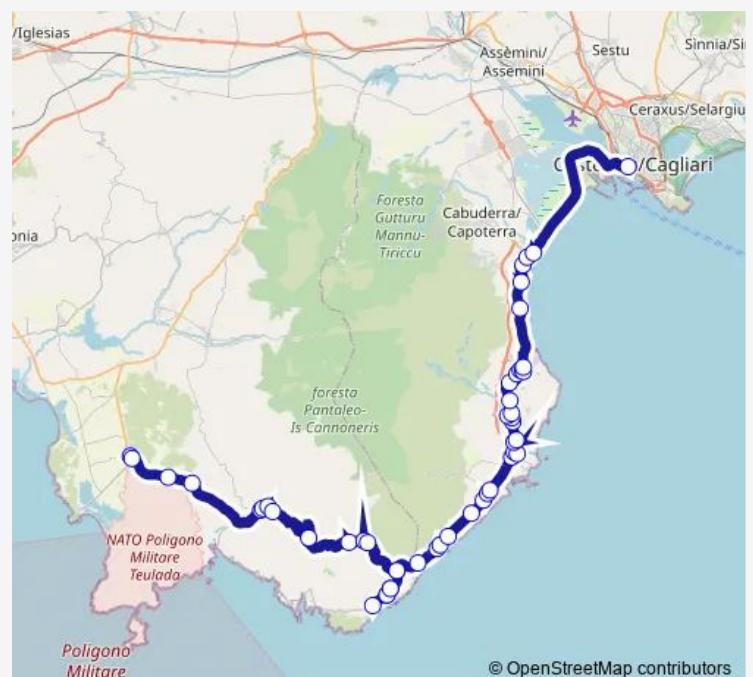 /Iglesias
Assèmini/
Assemini
Sestu
Sìnnia/Si
Ceraxus/Selargiu
/Cagliari
Foresta
Gutturu
Mannu-
Tiriccu
Cabuderra/
Capoterra
onia
foresta
Pantaleo-
Is Cannoneris
NATO Poligono
Militare
Teulada
Poligono
Militare
© OpenStreetMap contributors